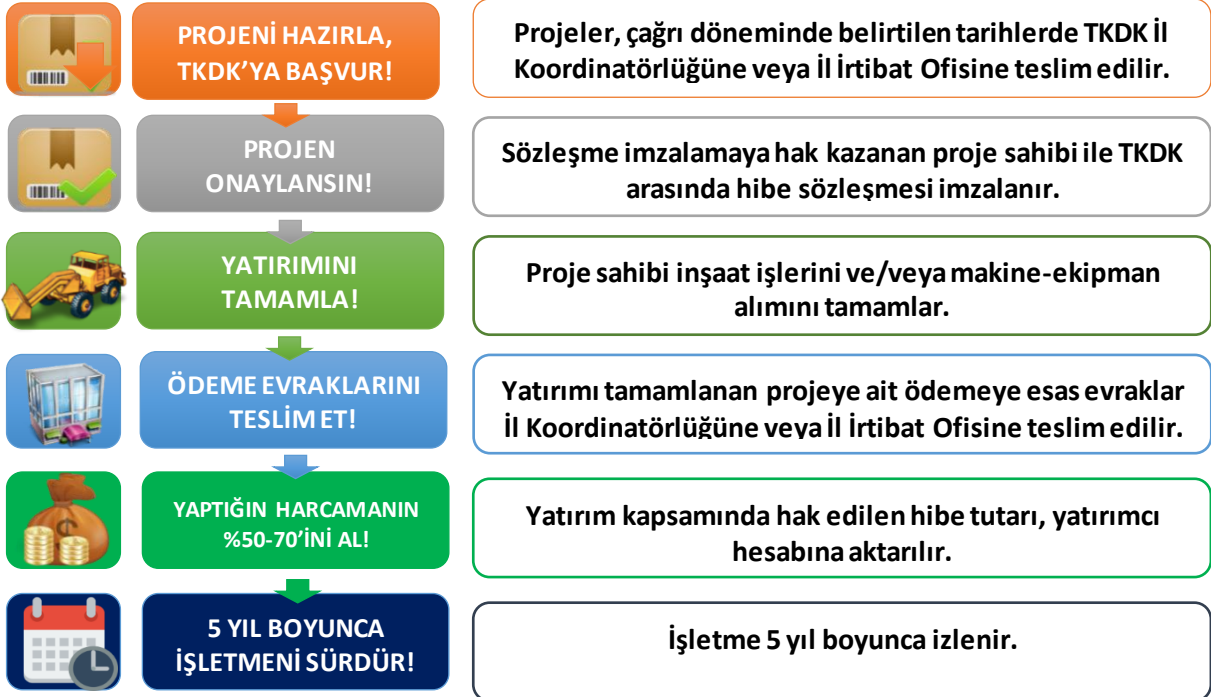 PROJENİ HAZIRLA,
TKDK’YA BAŞVUR!
Projeler, çağrı döneminde belirtilen tarihlerde TKDK İl
Koordinatörlüğüne veya İl İrtibat Ofisine teslim edilir.
PROJEN
ONAYLANSIN!
Sözleşme imzalamaya hak kazanan proje sahibi ile TKDK
arasında hibe sözleşmesi imzalanır.
YATIRIMINI
TAMAMLA!
Proje sahibi inşaat işlerini ve/veya makine-ekipman
alımını tamamlar.
ÖDEME EVRAKLARINI
TESLİM ET!
Yatırımı tamamlanan projeye ait ödemeye esas evraklar
İl Koordinatörlüğüne veya İl İrtibat Ofisine teslim edilir.
YAPTIĞIN HARCAMANIN
%50-70’İNİ AL!
Yatırım kapsamında hak edilen hibe tutarı, yatırımcı
hesabına aktarılır.
5 YIL BOYUNCA
İŞLETMENİ SÜRDÜR!
İşletme 5 yıl boyunca izlenir.